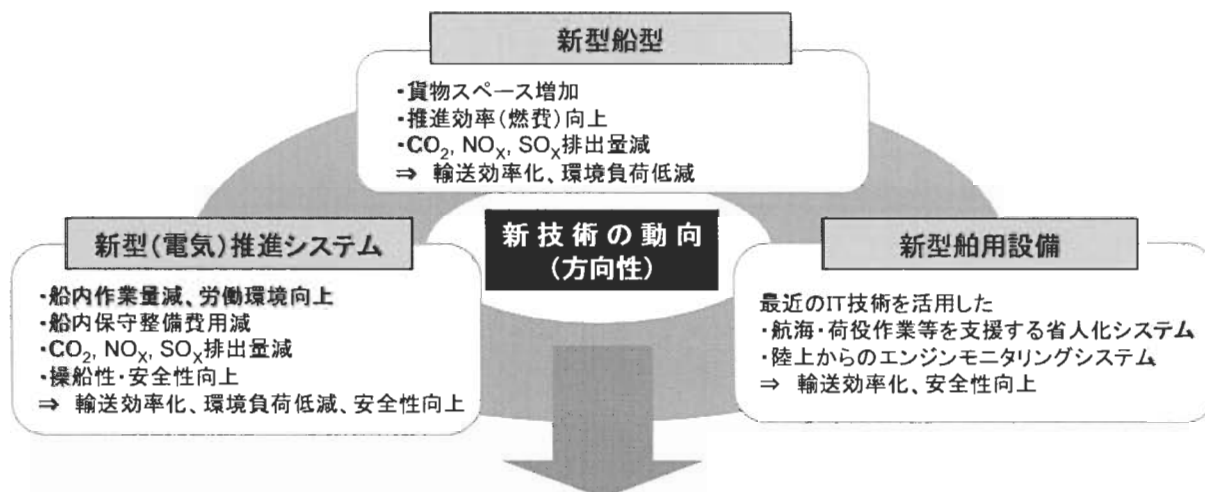 新型船型
・貨物スペース増加
・推進効率(燃費)向上
・CO₂, NOₓ, SOₓ排出量減
⇒ 輸送効率化、環境負荷低減
新技術の動向
(方向性)
新型(電気)推進システム
・船内作業量減、労働環境向上
・船内保守整備費用減
・CO₂, NOₓ, SOₓ排出量減
・操船性・安全性向上
⇒ 輸送効率化、環境負荷低減、安全性向上
新型舶用設備
最近のIT技術を活用した
・航海・荷役作業等を支援する省人化システム
・陸上からのエンジンモニタリングシステム
⇒ 輸送効率化、安全性向上